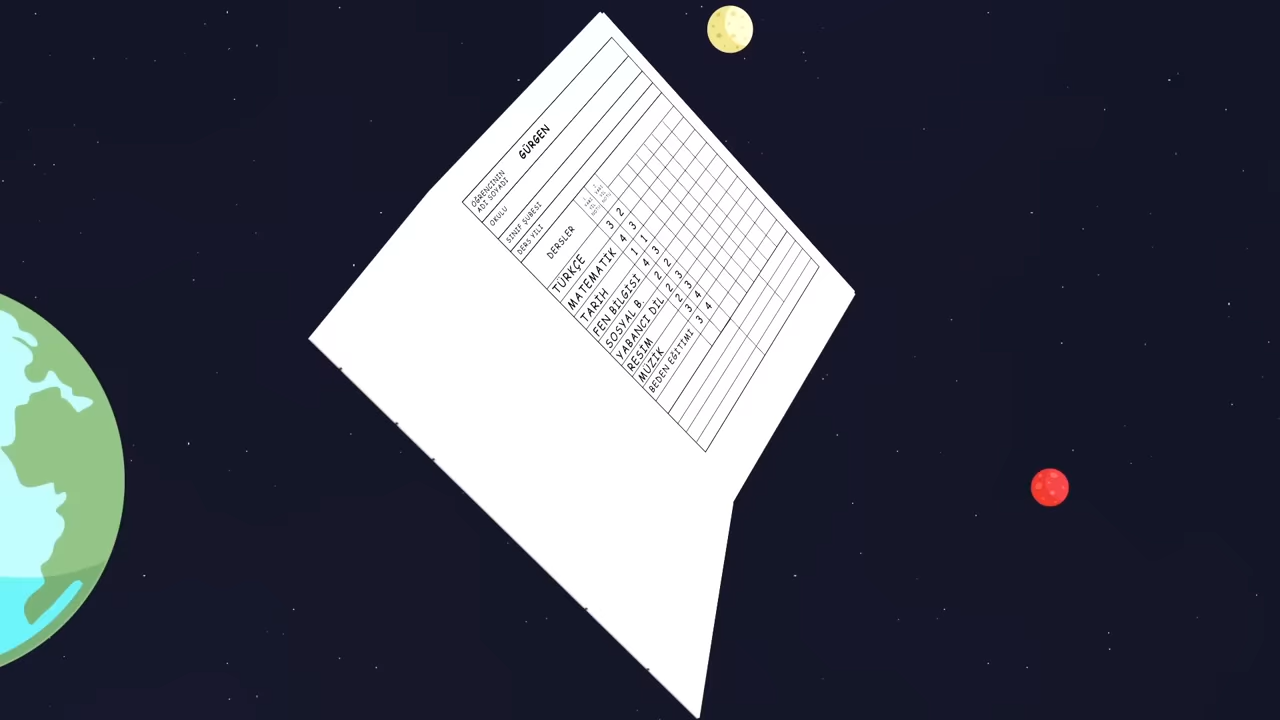 ÖĞRENCİNİN
ADI SOYADI
GÜRGEN
OKULU
SINIF ŞUBESİ
DERS YILI
DERSLER
TÜRKÇE 3 2
MATEMATİK 4 3
TARİH 1 1
FEN BİLGİSİ 4 3
SOSYAL B. 2 2
YABANCI DİL 2 3
RESİM 2 3
MÜZİK 3 4
BEDEN EĞİTİMİ 3 4